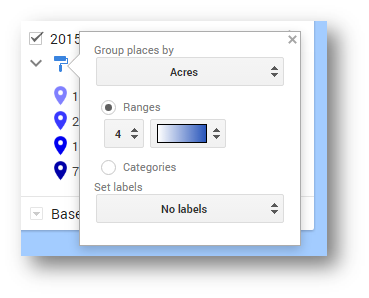 2015
Group places by
Acres
Ranges
4
Categories
Set labels
No labels
1
2
1
7
Base